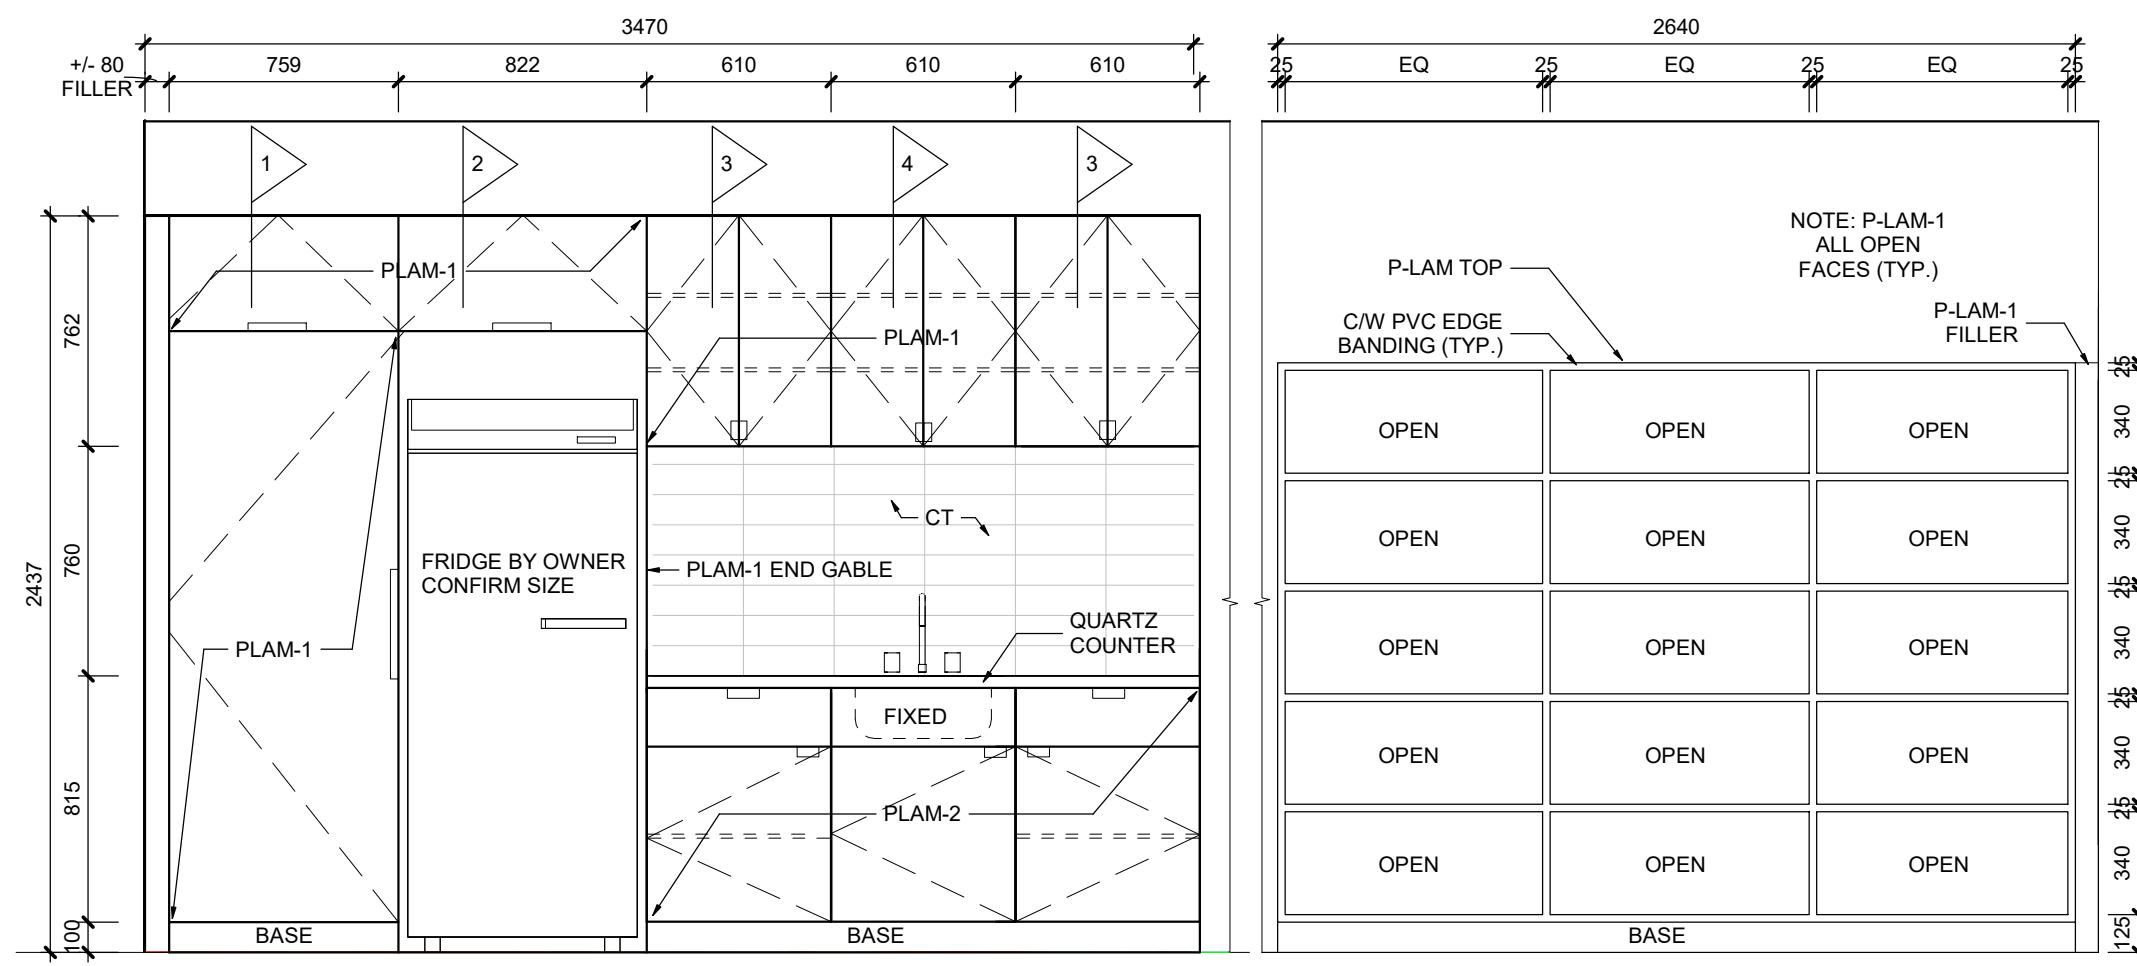 3470
2640
+/- 80
FILLER
759
822
610
610
610
25
EQ
25
EQ
25
EQ
25
1
2
3
4
3
NOTE: P-LAM-1
ALL OPEN
FACES (TYP.)
P-LAM TOP
PLAM-1
P-LAM-1
FILLER
C/W PVC EDGE
BANDING (TYP.)
762
PLAM-1
25
340
OPEN
OPEN
OPEN
25
CT
340
OPEN
OPEN
OPEN
760
2437
FRIDGE BY OWNER
CONFIRM SIZE
PLAM-1 END GABLE
25
QUARTZ
COUNTER
PLAM-1
340
OPEN
OPEN
OPEN
25
FIXED
340
OPEN
OPEN
OPEN
815
PLAM-2
25
340
OPEN
OPEN
OPEN
100
BASE
BASE
BASE
125